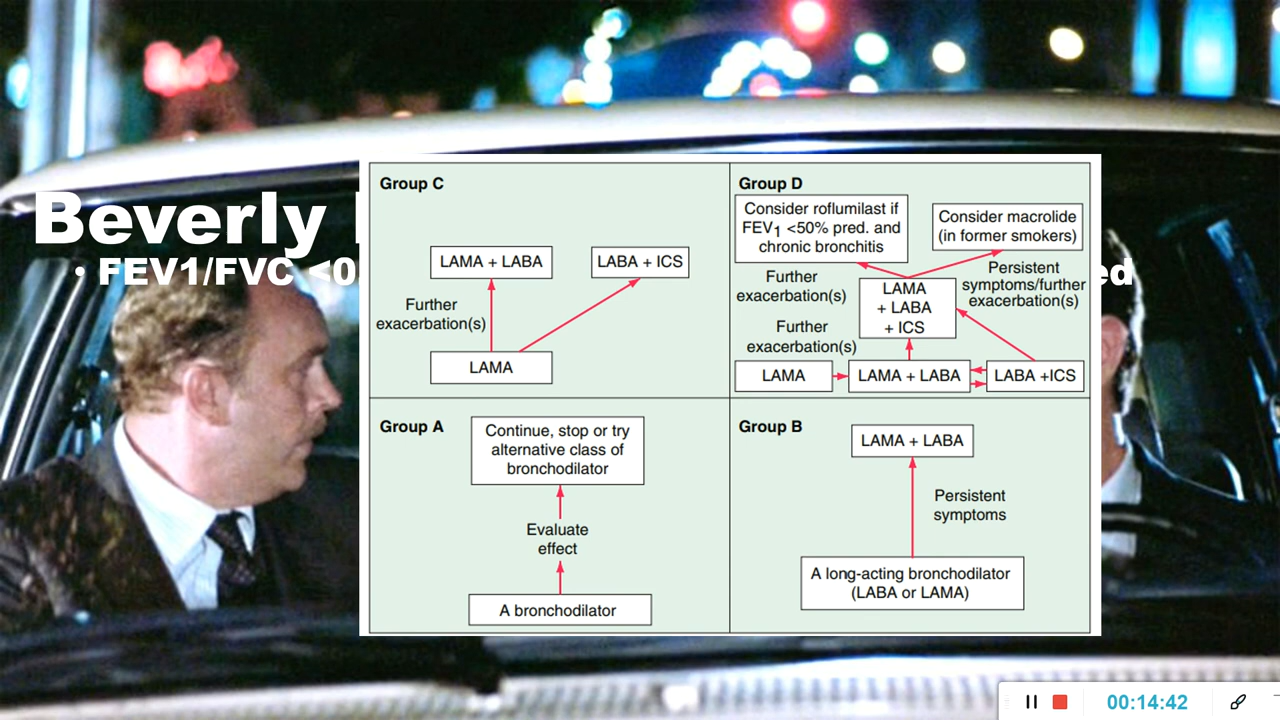 Beverly
• FEV1/FVC <0
ed
Group C
LAMA + LABA
LABA + ICS
Further
exacerbation(s)
LAMA
Group D
Consider roflumilast if
FEV1 <50% pred. and
chronic bronchitis
Consider macrolide
(in former smokers)
Further
exacerbation(s)
LAMA
+ LABA
+ ICS
Persistent
symptoms/further
exacerbation(s)
Further
exacerbation(s)
LAMA
LAMA + LABA
LABA +ICS
Group A
Continue, stop or try
alternative class of
bronchodilator
Evaluate
effect
A bronchodilator
Group B
LAMA + LABA
Persistent
symptoms
A long-acting bronchodilator
(LABA or LAMA)
00:14:42